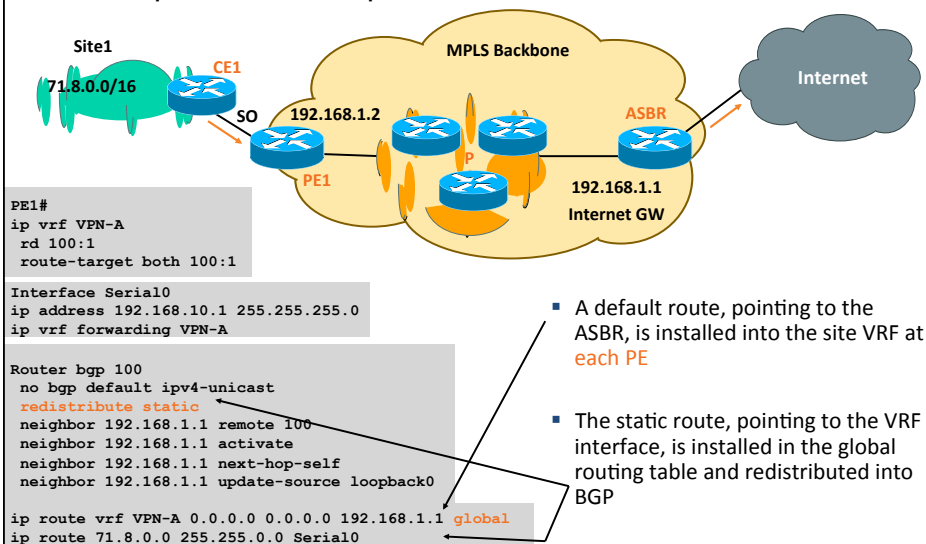 Site1
MPLS Backbone
CE1
Internet
71.8.0.0/16
SO
192.168.1.2
ASBR
P
PE1
192.168.1.1
Internet GW
PE1#
ip vrf VPN-A
rd 100:1
route-target both 100:1
Interface Serial0
ip address 192.168.10.1 255.255.255.0
ip vrf forwarding VPN-A
Router bgp 100
no bgp default ipv4-unicast
redistribute static
neighbor 192.168.1.1 remote 100
neighbor 192.168.1.1 activate
neighbor 192.168.1.1 next-hop-self
neighbor 192.168.1.1 update-source loopback0
ip route vrf VPN-A 0.0.0.0 0.0.0.0 192.168.1.1 global
ip route 71.8.0.0 255.255.0.0 Serial0
▪ A default route, pointing to the
ASBR, is installed into the site VRF at
each PE
▪ The static route, pointing to the VRF
interface, is installed in the global
routing table and redistributed into
BGP